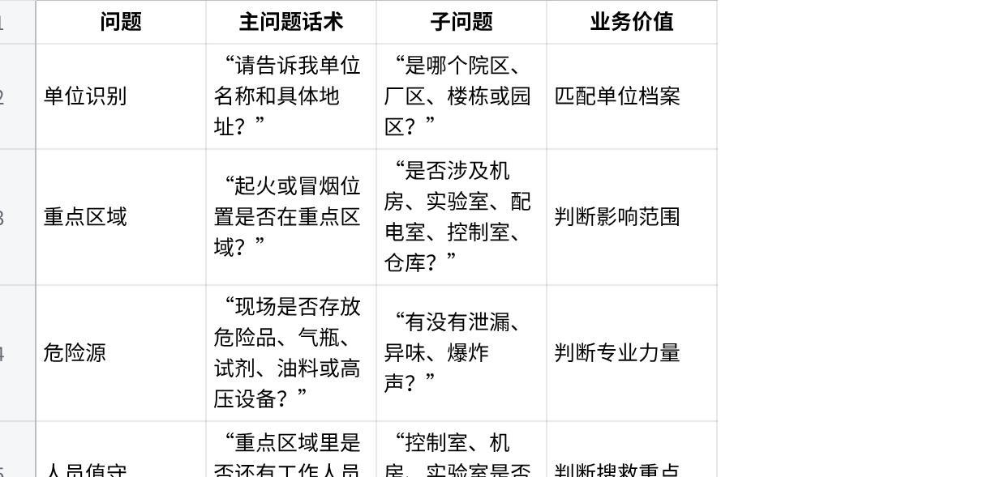 1 问题 主问题话术 子问题 业务价值
2 单位识别
“请告诉我单位
名称和具体地
址？”
“是哪个院区、
厂区、楼栋或园
区？”
匹配单位档案
3 重点区域
“起火或冒烟位
置是否在重点区
域？”
“是否涉及机
房、实验室、配
电室、控制室、
仓库？”
判断影响范围
4 危险源
“现场是否存放
危险品、气瓶、
试剂、油料或高
压设备？”
“有没有泄漏、
异味、爆炸
声？”
判断专业力量
5 人员值守
“重点区域里是
否还有工作人员
“控制室、机
房、实验室是否
判断搜救重点